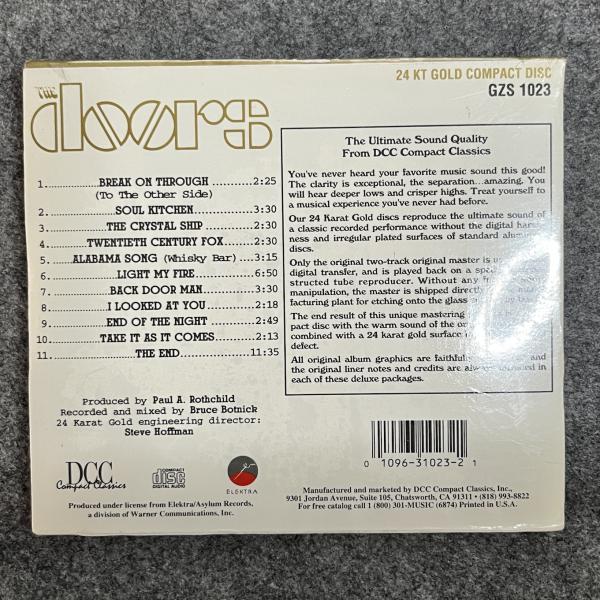 24 KT GOLD COMPACT DISC
GZS 1023
THE
doors
1. BREAK ON THROUGH 2:25
(To The Other Side)
2. SOUL KITCHEN 3:30
3. THE CRYSTAL SHIP 2:30
4. TWENTIETH CENTURY FOX 2:30
5. ALABAMA SONG (Whisky Bar) 3:15
6. LIGHT MY FIRE 6:50
7. BACK DOOR MAN 3:30
8. I LOOKED AT YOU 2:18
9. END OF THE NIGHT 2:49
10. TAKE IT AS IT COMES 2:13
11. THE END 11:35
Produced by Paul A. Rothchild
Recorded and mixed by Bruce Botnick
24 Karat Gold engineering director:
Steve Hoffman
The Ultimate Sound Quality
From DCC Compact Classics
You've never heard your favorite music sound this good!
The clarity is exceptional, the separation...amazing. You
will hear deeper lows and crisper highs. Treat yourself to
a musical experience you've never had before.
Our 24 Karat Gold discs reproduce the ultimate sound of
a classic recorded performance without the digital harsh-
ness and irregular plated surfaces of standard
discs.
Only the original two-track original master is
digital transfer, and is played back on a
structed tube reproducer. Without any
manipulation, the master is shipped
facturing plant for etching onto the glass
The end result of this unique mastering
pact disc with the warm sound of the
combined with a 24 karat gold surface
defect.
All original album graphics are faithfully and
the original liner notes and credits are always in
each of these deluxe packages.
0 1096-31023-2 1
DCC
Compact Classics
COMPACT
disc
DIGITAL AUDIO
ELEKTRA
Produced under license from Elektra/Asylum Records,
a division of Warner Communications, Inc.
Manufactured and marketed by DCC Compact Classics, Inc.,
9301 Jordan Avenue, Suite 105, Chatsworth, CA 91311 • (818) 993-8822
For free catalog call 1 (800) 301-MUSIC (6874) Printed in U.S.A.